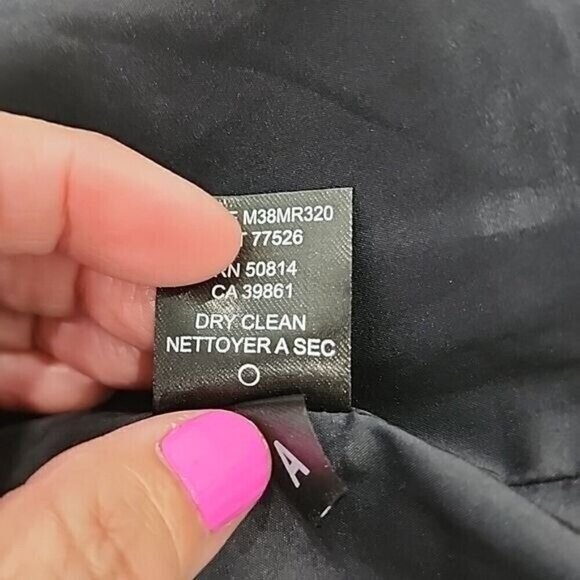 M38MR320
77526
RN 50814
CA 39861
DRY CLEAN
NETTOYER A SEC
A